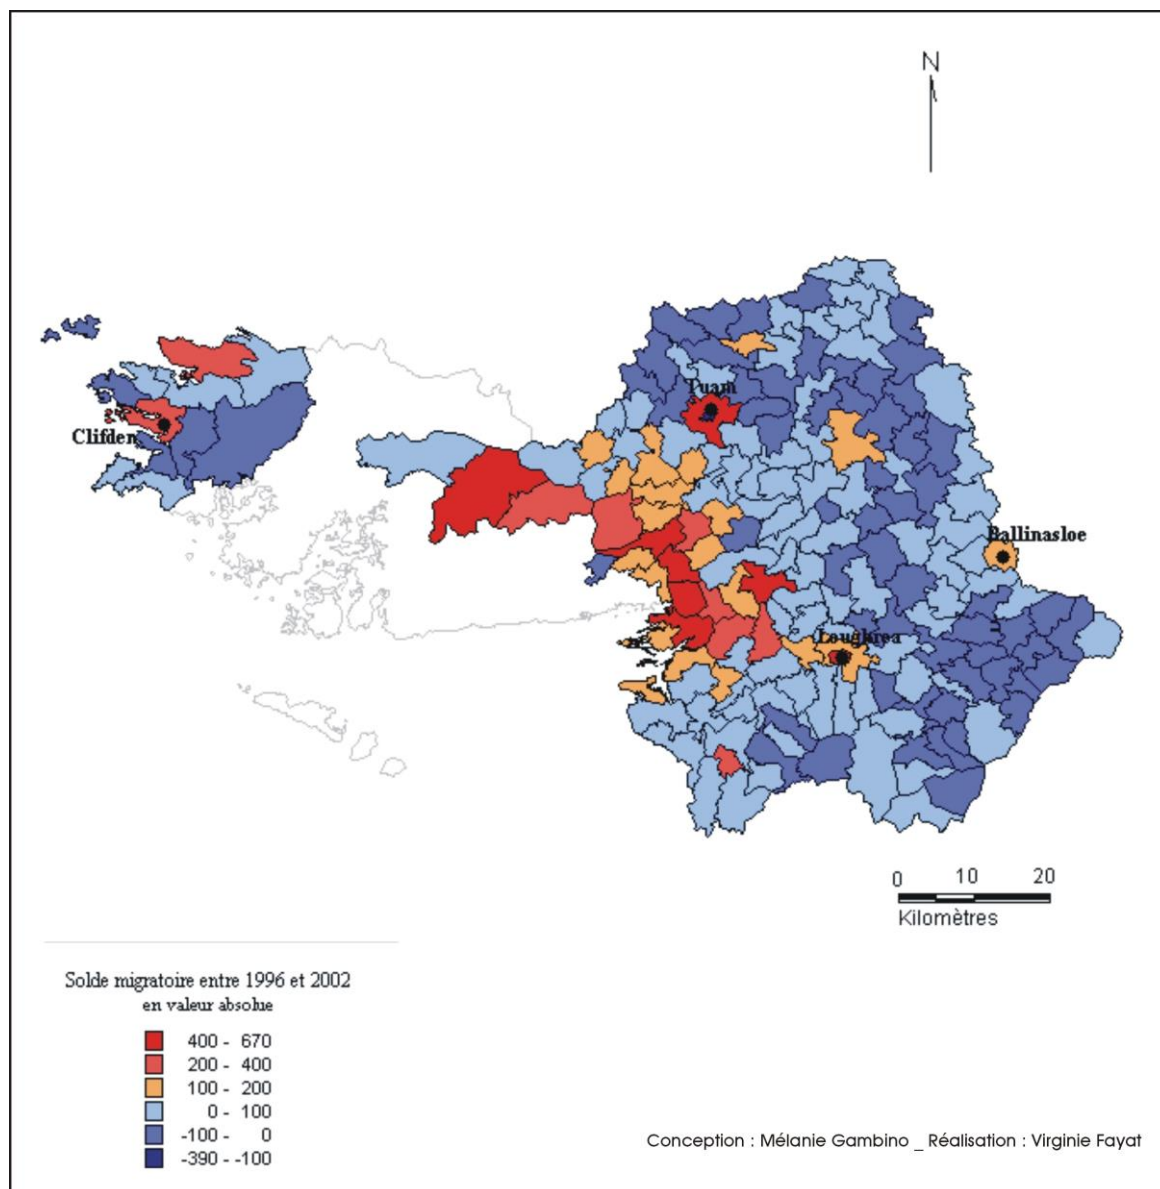 N
Tuam
Clifden
Ballinasloe
Loughrea
0 10 20
Kilomètres
Solde migratoire entre 1996 et 2002
en valeur absolue
400 - 670
200 - 400
100 - 200
0 - 100
-100 - 0
-390 - -100
Conception : Mélanie Gambino _ Réalisation : Virginie Fayat